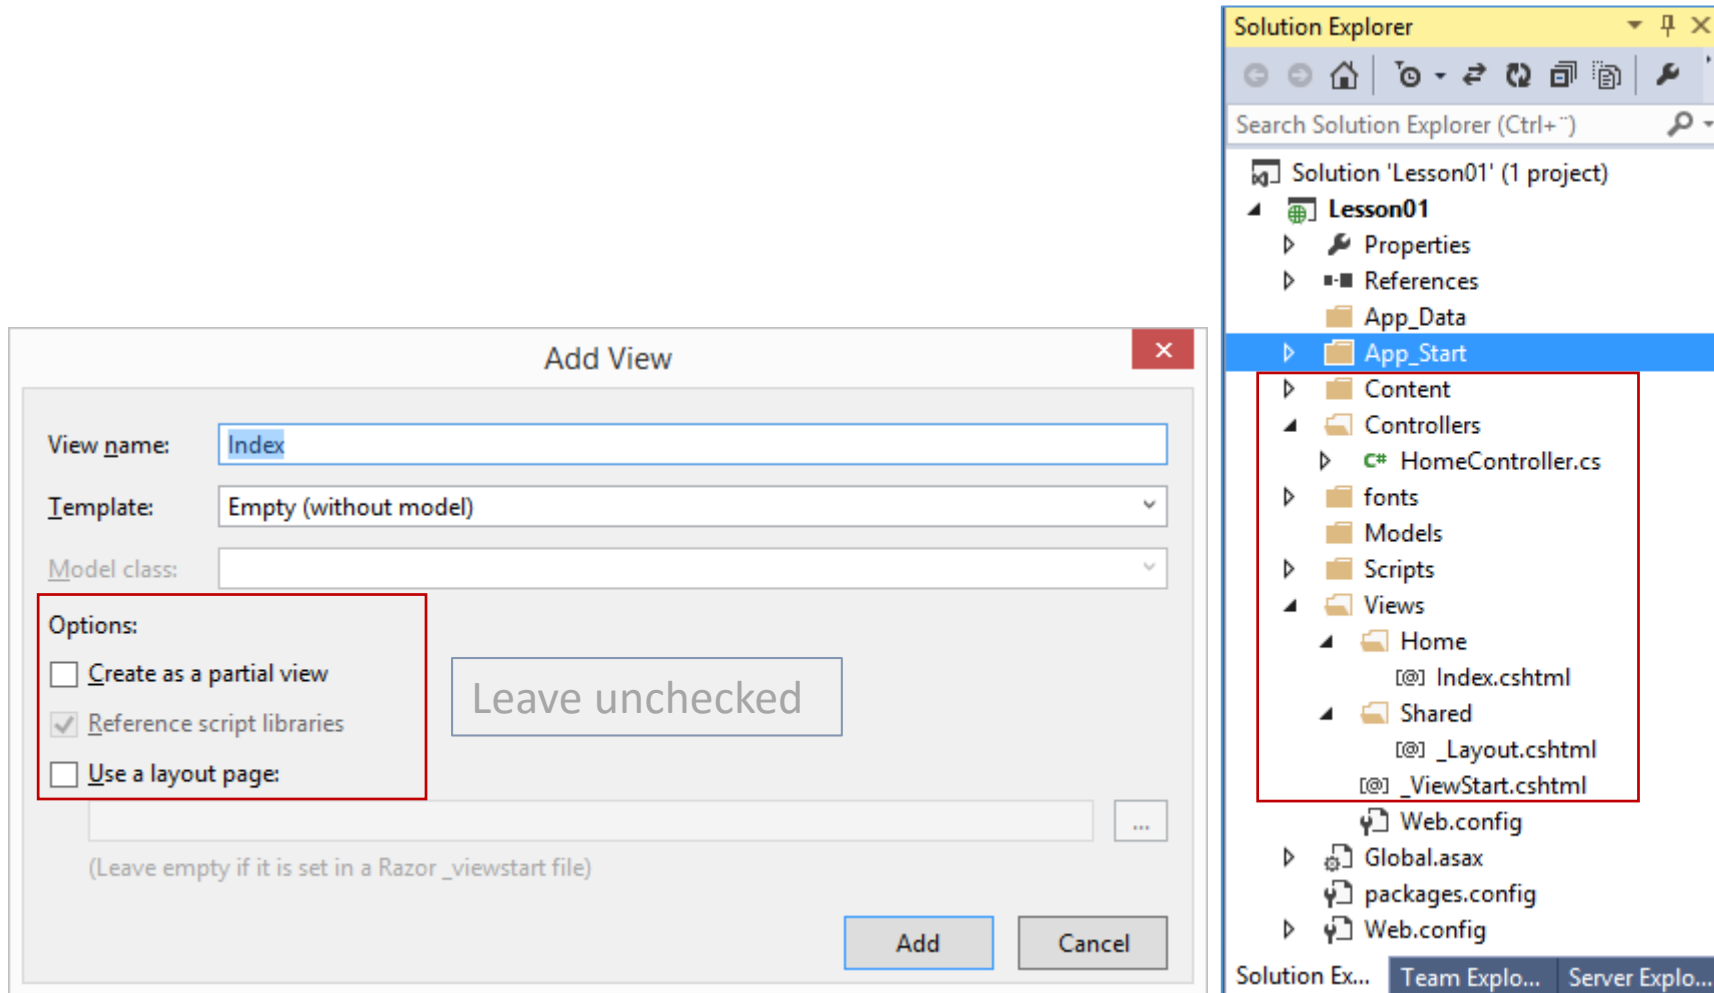 Add View
View name:
Index
Template:
Empty (without model)
Model class:
Options:
Create as a partial view
Reference script libraries
Use a layout page:
Leave unchecked
...
(Leave empty if it is set in a Razor _viewstart file)
Add
Cancel
Solution Explorer
Search Solution Explorer (Ctrl+¨)
Solution 'Lesson01' (1 project)
Lesson01
Properties
References
App_Data
App_Start
Content
Controllers
C# HomeController.cs
fonts
Models
Scripts
Views
Home
[@] Index.cshtml
Shared
[@] _Layout.cshtml
[@] _ViewStart.cshtml
Web.config
Global.asax
packages.config
Web.config
Solution Ex...
Team Explo...
Server Explo...